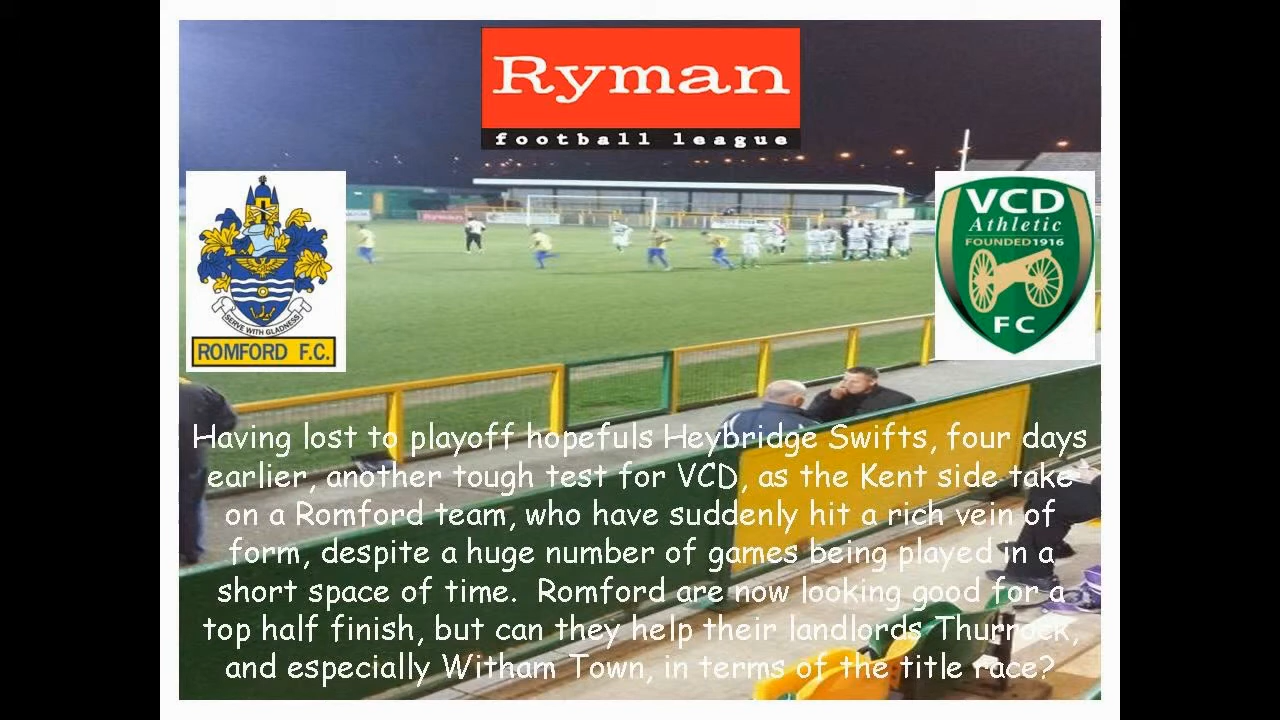 Ryman
football league
SERVE WITH GLADNESS
ROMFORD F.C.
VCD
Athletic
FOUNDED 1916
FC
Having lost to playoff hopefuls Heybridge Swifts, four days
earlier, another tough test for VCD, as the Kent side take
on a Romford team, who have suddenly hit a rich vein of
form, despite a huge number of games being played in a
short space of time. Romford are now looking good for a
top half finish, but can they help their landlords Thurrock,
and especially Witham Town, in terms of the title race?